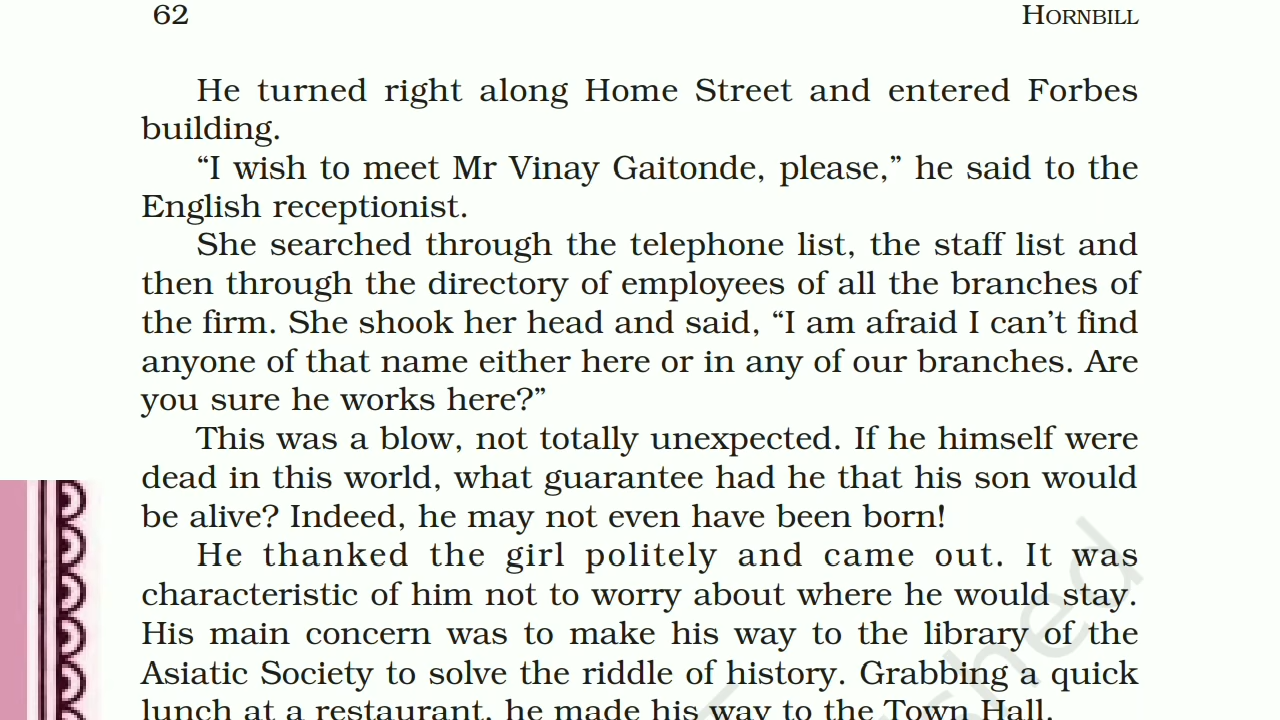 62 HORNBILL
He turned right along Home Street and entered Forbes
building.
“I wish to meet Mr Vinay Gaitonde, please,” he said to the
English receptionist.
She searched through the telephone list, the staff list and
then through the directory of employees of all the branches of
the firm. She shook her head and said, “I am afraid I can’t find
anyone of that name either here or in any of our branches. Are
you sure he works here?”
This was a blow, not totally unexpected. If he himself were
dead in this world, what guarantee had he that his son would
be alive? Indeed, he may not even have been born!
He thanked the girl politely and came out. It was
characteristic of him not to worry about where he would stay.
His main concern was to make his way to the library of the
Asiatic Society to solve the riddle of history. Grabbing a quick
lunch at a restaurant, he made his way to the Town Hall.